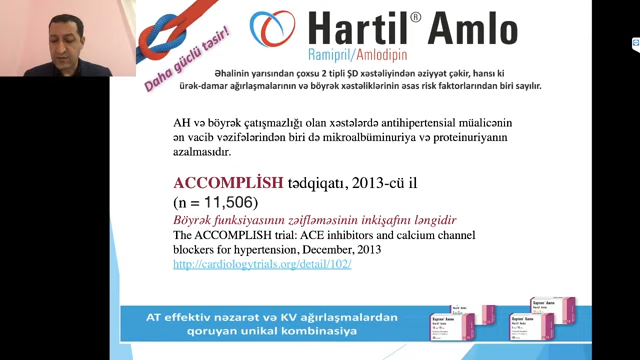 Daha güclü təsir!
Hartil® Amlo
Ramipril/Amlodipin
Əhalinin yarısından çoxsu 2 tipli ŞD xəstəliyindən əziyyət çəkir, hansı ki
ürək-damar ağırlaşmalarının və böyrək xəstəliklərinin əsas risk faktorlarından biri sayılır.
AH və böyrək çatışmazlığı olan xəstələrdə antihipertensial müalicənin
ən vacib vəzifələrindən biri də mikroalbüminuriya və proteinuriyanın
azalmasıdır.
ACCOMPLİSH tədqiqatı, 2013-cü il
(n = 11,506)
Böyrək funksiyasının zəifləməsinin inkişafını ləngidir
The ACCOMPLISH trial: ACE inhibitors and calcium channel
blockers for hypertension, December, 2013
http://cardiologytrials.org/detail/102/
AT effektiv nəzarət və KV ağırlaşmalardan
qoruyan unikal kombinasiya